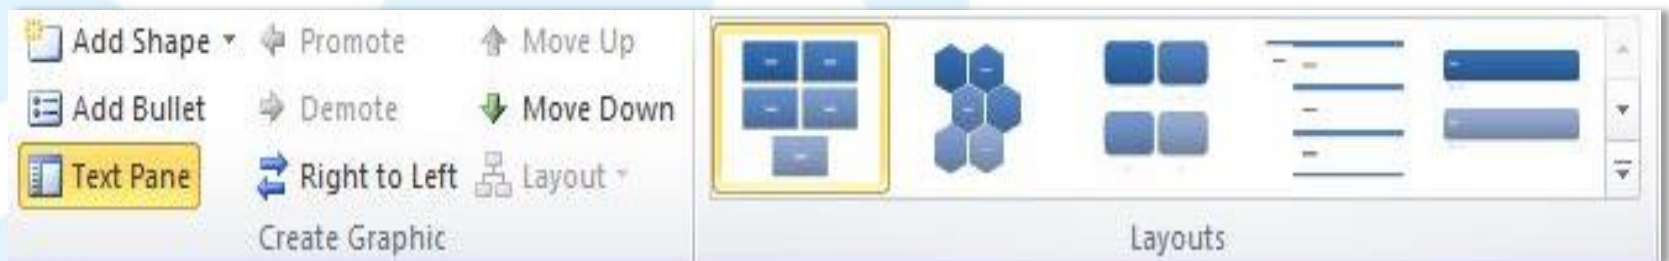 Add Shape Promote Move Up
Add Bullet Demote Move Down
Text Pane Right to Left Layout
Create Graphic Layouts